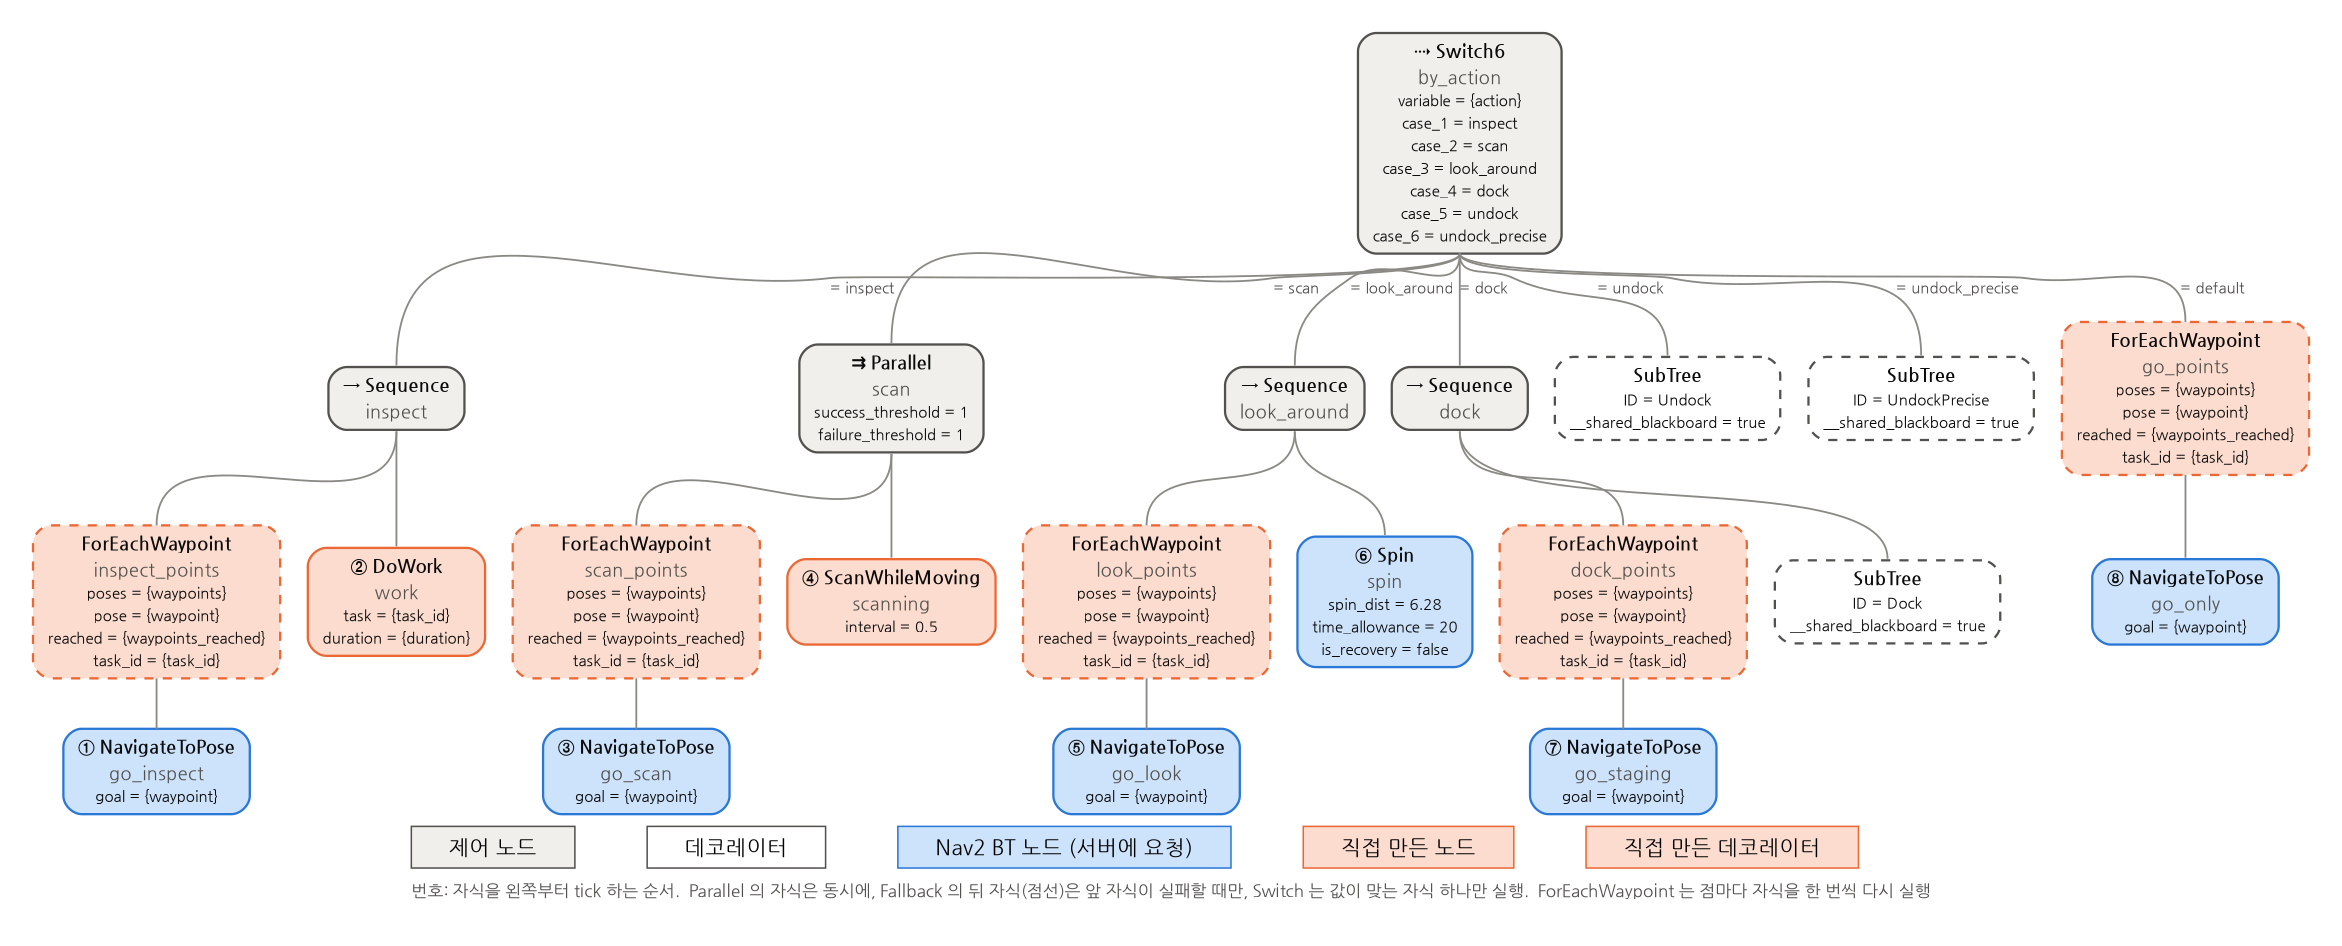 ⤑ Switch6
by_action
variable = {action}
case_1 = inspect
case_2 = scan
case_3 = look_around
case_4 = dock
case_5 = undock
case_6 = undock_precise
= inspect
= scan
= look_around
= dock
= undock
= undock_precise
= default
→ Sequence
inspect
⇉ Parallel
scan
success_threshold = 1
failure_threshold = 1
→ Sequence
look_around
→ Sequence
dock
SubTree
ID = Undock
__shared_blackboard = true
SubTree
ID = UndockPrecise
__shared_blackboard = true
ForEachWaypoint
go_points
poses = {waypoints}
pose = {waypoint}
reached = {waypoints_reached}
task_id = {task_id}
ForEachWaypoint
inspect_points
poses = {waypoints}
pose = {waypoint}
reached = {waypoints_reached}
task_id = {task_id}
② DoWork
work
task = {task_id}
duration = {duration}
ForEachWaypoint
scan_points
poses = {waypoints}
pose = {waypoint}
reached = {waypoints_reached}
task_id = {task_id}
④ ScanWhileMoving
scanning
interval = 0.5
ForEachWaypoint
look_points
poses = {waypoints}
pose = {waypoint}
reached = {waypoints_reached}
task_id = {task_id}
⑥ Spin
spin
spin_dist = 6.28
time_allowance = 20
is_recovery = false
ForEachWaypoint
dock_points
poses = {waypoints}
pose = {waypoint}
reached = {waypoints_reached}
task_id = {task_id}
SubTree
ID = Dock
__shared_blackboard = true
⑧ NavigateToPose
go_only
goal = {waypoint}
① NavigateToPose
go_inspect
goal = {waypoint}
③ NavigateToPose
go_scan
goal = {waypoint}
⑤ NavigateToPose
go_look
goal = {waypoint}
⑦ NavigateToPose
go_staging
goal = {waypoint}
제어 노드
데코레이터
Nav2 BT 노드 (서버에 요청)
직접 만든 노드
직접 만든 데코레이터
번호: 자식을 왼쪽부터 tick 하는 순서. Parallel 의 자식은 동시에, Fallback 의 뒤 자식(점선)은 앞 자식이 실패할 때만, Switch 는 값이 맞는 자식 하나만 실행. ForEachWaypoint 는 점마다 자식을 한 번씩 다시 실행